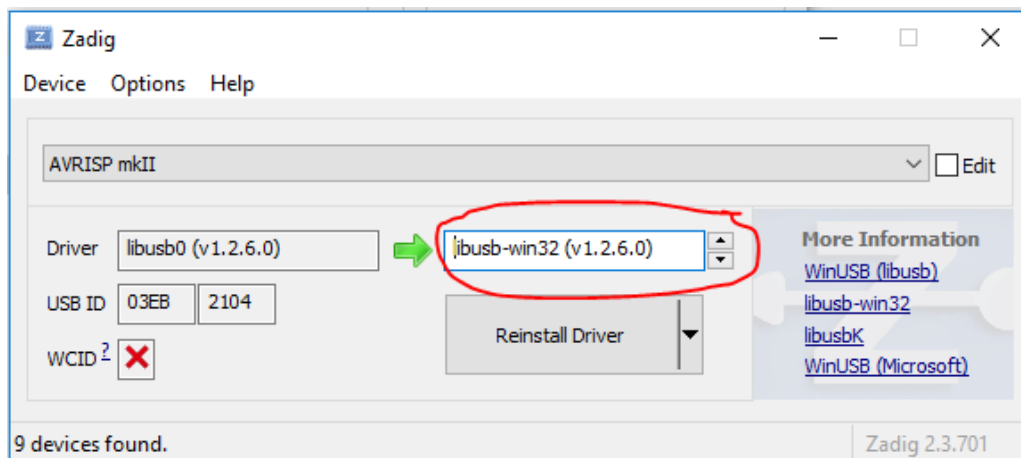 Zadig
Device Options Help
AVRISP mkII Edit
Driver libusb0 (v1.2.6.0) libusb-win32 (v1.2.6.0) More Information
WinUSB (libusb)
USB ID 03EB 2104 libusb-win32
Reinstall Driver libusbK
WCID ? WinUSB (Microsoft)
9 devices found. Zadig 2.3.701